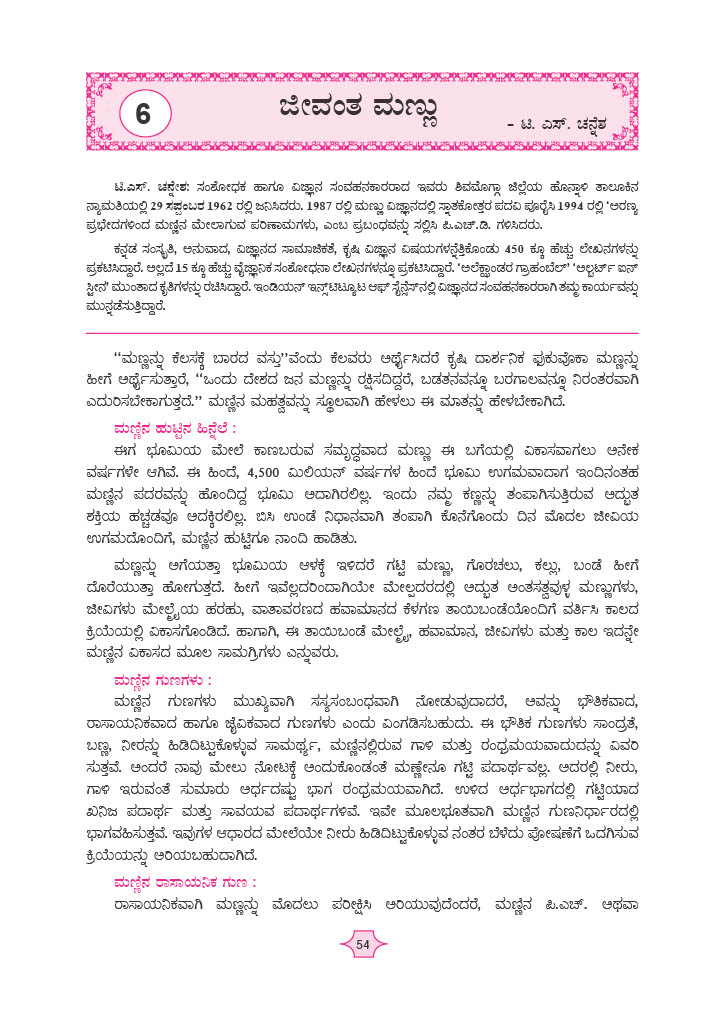 6
ಜೀವಂತ ಮಣ್ಣು
– ಟಿ. ಎಸ್. ಚನ್ನೇಶ
ಟಿ.ಎಸ್. ಚನ್ನೇಶ: ಸಂಶೋಧಕ ಹಾಗೂ ವಿಜ್ಞಾನ ಸಂವಹನಕಾರರಾದ ಇವರು ಶಿವಮೊಗ್ಗಾ ಜಿಲ್ಲೆಯ ಹೊನ್ನಾಳಿ ತಾಲೂಕಿನ
ನ್ಯಾಮತಿಯಲ್ಲಿ 29 ಸಪ್ಟಂಬರ 1962 ರಲ್ಲಿ ಜನಿಸಿದರು. 1987 ರಲ್ಲಿ ಮಣ್ಣು ವಿಜ್ಞಾನದಲ್ಲಿ ಸ್ನಾತಕೋತ್ತರ ಪದವಿ ಪೂರೈಸಿ 1994 ರಲ್ಲಿ ‘ಅರಣ್ಯ
ಪ್ರಭೇದಗಳಿಂದ ಮಣ್ಣಿನ ಮೇಲಾಗುವ ಪರಿಣಾಮಗಳು, ಎಂಬ ಪ್ರಬಂಧವನ್ನು ಸಲ್ಲಿಸಿ ಪಿ.ಎಚ್.ಡಿ. ಗಳಿಸಿದರು.
ಕನ್ನಡ ಸಂಸ್ಕೃತಿ, ಅನುವಾದ, ವಿಜ್ಞಾನದ ಸಾಮಾಜಿಕತೆ, ಕೃಷಿ ವಿಜ್ಞಾನ ವಿಷಯಗಳನ್ನೆತ್ತಿಕೊಂಡು 450 ಕ್ಕೂ ಹೆಚ್ಚು ಲೇಖನಗಳನ್ನು
ಪ್ರಕಟಿಸಿದ್ದಾರೆ. ಅಲ್ಲದೆ 15 ಕ್ಕೂ ಹೆಚ್ಚು ವೈಜ್ಞಾನಿಕ ಸಂಶೋಧನಾ ಲೇಖನಗಳನ್ನೂ ಪ್ರಕಟಿಸಿದ್ದಾರೆ. ‘ಅಲೆಕ್ಝಾಂಡರ ಗ್ರಾಹಂಬೆಲ್’ ‘ಅಲ್ಬರ್ಟ್ ಐನ್
ಸ್ಟೀನ’ ಮುಂತಾದ ಕೃತಿಗಳನ್ನು ರಚಿಸಿದ್ದಾರೆ. ಇಂಡಿಯನ್ ಇನ್ಸ್‌ಟಿಟ್ಯೂಟ ಆಫ್ ಸೈನ್ಸೆಸ್‌ನಲ್ಲಿ ವಿಜ್ಞಾನದ ಸಂವಹನಕಾರರಾಗಿ ತಮ್ಮ ಕಾರ್ಯವನ್ನು
ಮುನ್ನಡೆಸುತ್ತಿದ್ದಾರೆ.
“ಮಣ್ಣನ್ನು ಕೆಲಸಕ್ಕೆ ಬಾರದ ವಸ್ತು”ವೆಂದು ಕೆಲವರು ಅರ್ಥೈಸಿದರೆ ಕೃಷಿ ದಾರ್ಶನಿಕ ಫುಕುವೊಕಾ ಮಣ್ಣನ್ನು
ಹೀಗೆ ಅರ್ಥೈಸುತ್ತಾರೆ, “ಒಂದು ದೇಶದ ಜನ ಮಣ್ಣನ್ನು ರಕ್ಷಿಸದಿದ್ದರೆ, ಬಡತನವನ್ನೂ ಬರಗಾಲವನ್ನೂ ನಿರಂತರವಾಗಿ
ಎದುರಿಸಬೇಕಾಗುತ್ತದೆ.” ಮಣ್ಣಿನ ಮಹತ್ವವನ್ನು ಸ್ಥೂಲವಾಗಿ ಹೇಳಲು ಈ ಮಾತನ್ನು ಹೇಳಬೇಕಾಗಿದೆ.
ಮಣ್ಣಿನ ಹುಟ್ಟಿನ ಹಿನ್ನೆಲೆ :
ಈಗ ಭೂಮಿಯ ಮೇಲೆ ಕಾಣಬರುವ ಸಮೃದ್ಧವಾದ ಮಣ್ಣು ಈ ಬಗೆಯಲ್ಲಿ ವಿಕಾಸವಾಗಲು ಅನೇಕ
ವರ್ಷಗಳೇ ಆಗಿವೆ. ಈ ಹಿಂದೆ, 4,500 ಮಿಲಿಯನ್ ವರ್ಷಗಳ ಹಿಂದೆ ಭೂಮಿ ಉಗಮವಾದಾಗ ಇಂದಿನಂತಹ
ಮಣ್ಣಿನ ಪದರವನ್ನು ಹೊಂದಿದ್ದ ಭೂಮಿ ಅದಾಗಿರಲಿಲ್ಲ. ಇಂದು ನಮ್ಮ ಕಣ್ಣನ್ನು ತಂಪಾಗಿಸುತ್ತಿರುವ ಅದ್ಭುತ
ಶಕ್ತಿಯ ಹಚ್ಚಡವೂ ಅದಕ್ಕಿರಲಿಲ್ಲ. ಬಿಸಿ ಉಂಡೆ ನಿಧಾನವಾಗಿ ತಂಪಾಗಿ ಕೊನೆಗೊಂದು ದಿನ ಮೊದಲ ಜೀವಿಯ
ಉಗಮದೊಂದಿಗೆ, ಮಣ್ಣಿನ ಹುಟ್ಟಿಗೂ ನಾಂದಿ ಹಾಡಿತು.
ಮಣ್ಣನ್ನು ಅಗೆಯುತ್ತಾ ಭೂಮಿಯ ಆಳಕ್ಕೆ ಇಳಿದರೆ ಗಟ್ಟಿ ಮಣ್ಣು, ಗೊರಚಲು, ಕಲ್ಲು, ಬಂಡೆ ಹೀಗೆ
ದೊರೆಯುತ್ತಾ ಹೋಗುತ್ತದೆ. ಹೀಗೆ ಇವೆಲ್ಲದರಿಂದಾಗಿಯೇ ಮೇಲ್ಪದರದಲ್ಲಿ ಅದ್ಭುತ ಅಂತಸತ್ವವುಳ್ಳ ಮಣ್ಣುಗಳು,
ಜೀವಿಗಳು ಮೇಲ್ಮೈಯ ಹರಹು, ವಾತಾವರಣದ ಹವಾಮಾನದ ಕೆಳಗಣ ತಾಯಿಬಂಡೆಯೊಂದಿಗೆ ವರ್ತಿಸಿ ಕಾಲದ
ಕ್ರಿಯೆಯಲ್ಲಿ ವಿಕಾಸಗೊಂಡಿದೆ. ಹಾಗಾಗಿ, ಈ ತಾಯಿಬಂಡೆ ಮೇಲ್ಮೈ, ಹವಾಮಾನ, ಜೀವಿಗಳು ಮತ್ತು ಕಾಲ ಇದನ್ನೇ
ಮಣ್ಣಿನ ವಿಕಾಸದ ಮೂಲ ಸಾಮಗ್ರಿಗಳು ಎನ್ನುವರು.
ಮಣ್ಣಿನ ಗುಣಗಳು :
ಮಣ್ಣಿನ ಗುಣಗಳು ಮುಖ್ಯವಾಗಿ ಸಸ್ಯಸಂಬಂಧವಾಗಿ ನೋಡುವುದಾದರೆ, ಅವನ್ನು ಭೌತಿಕವಾದ,
ರಾಸಾಯನಿಕವಾದ ಹಾಗೂ ಜೈವಿಕವಾದ ಗುಣಗಳು ಎಂದು ವಿಂಗಡಿಸಬಹುದು. ಈ ಭೌತಿಕ ಗುಣಗಳು ಸಾಂದ್ರತೆ,
ಬಣ್ಣ, ನೀರನ್ನು ಹಿಡಿದಿಟ್ಟುಕೊಳ್ಳುವ ಸಾಮರ್ಥ್ಯ, ಮಣ್ಣಿನಲ್ಲಿರುವ ಗಾಳಿ ಮತ್ತು ರಂಧ್ರಮಯವಾದುದನ್ನು ವಿವರಿ
ಸುತ್ತವೆ. ಅಂದರೆ ನಾವು ಮೇಲು ನೋಟಕ್ಕೆ ಅಂದುಕೊಂಡಂತೆ ಮಣ್ಣೇನೂ ಗಟ್ಟಿ ಪದಾರ್ಥವಲ್ಲ. ಅದರಲ್ಲಿ ನೀರು,
ಗಾಳಿ ಇರುವಂತೆ ಸುಮಾರು ಅರ್ಧದಷ್ಟು ಭಾಗ ರಂಧ್ರಮಯವಾಗಿದೆ. ಉಳಿದ ಅರ್ಧಭಾಗದಲ್ಲಿ ಗಟ್ಟಿಯಾದ
ಖನಿಜ ಪದಾರ್ಥ ಮತ್ತು ಸಾವಯವ ಪದಾರ್ಥಗಳಿವೆ. ಇವೇ ಮೂಲಭೂತವಾಗಿ ಮಣ್ಣಿನ ಗುಣನಿರ್ಧಾರದಲ್ಲಿ
ಭಾಗವಹಿಸುತ್ತವೆ. ಇವುಗಳ ಆಧಾರದ ಮೇಲೆಯೇ ನೀರು ಹಿಡಿದಿಟ್ಟುಕೊಳ್ಳುವ ನಂತರ ಬೆಳೆದು ಪೋಷಣೆಗೆ ಒದಗಿಸುವ
ಕ್ರಿಯೆಯನ್ನು ಅರಿಯಬಹುದಾಗಿದೆ.
ಮಣ್ಣಿನ ರಾಸಾಯನಿಕ ಗುಣ :
ರಾಸಾಯನಿಕವಾಗಿ ಮಣ್ಣನ್ನು ಮೊದಲು ಪರೀಕ್ಷಿಸಿ ಅರಿಯುವುದೆಂದರೆ, ಮಣ್ಣಿನ ಪಿ.ಎಚ್. ಅಥವಾ
54